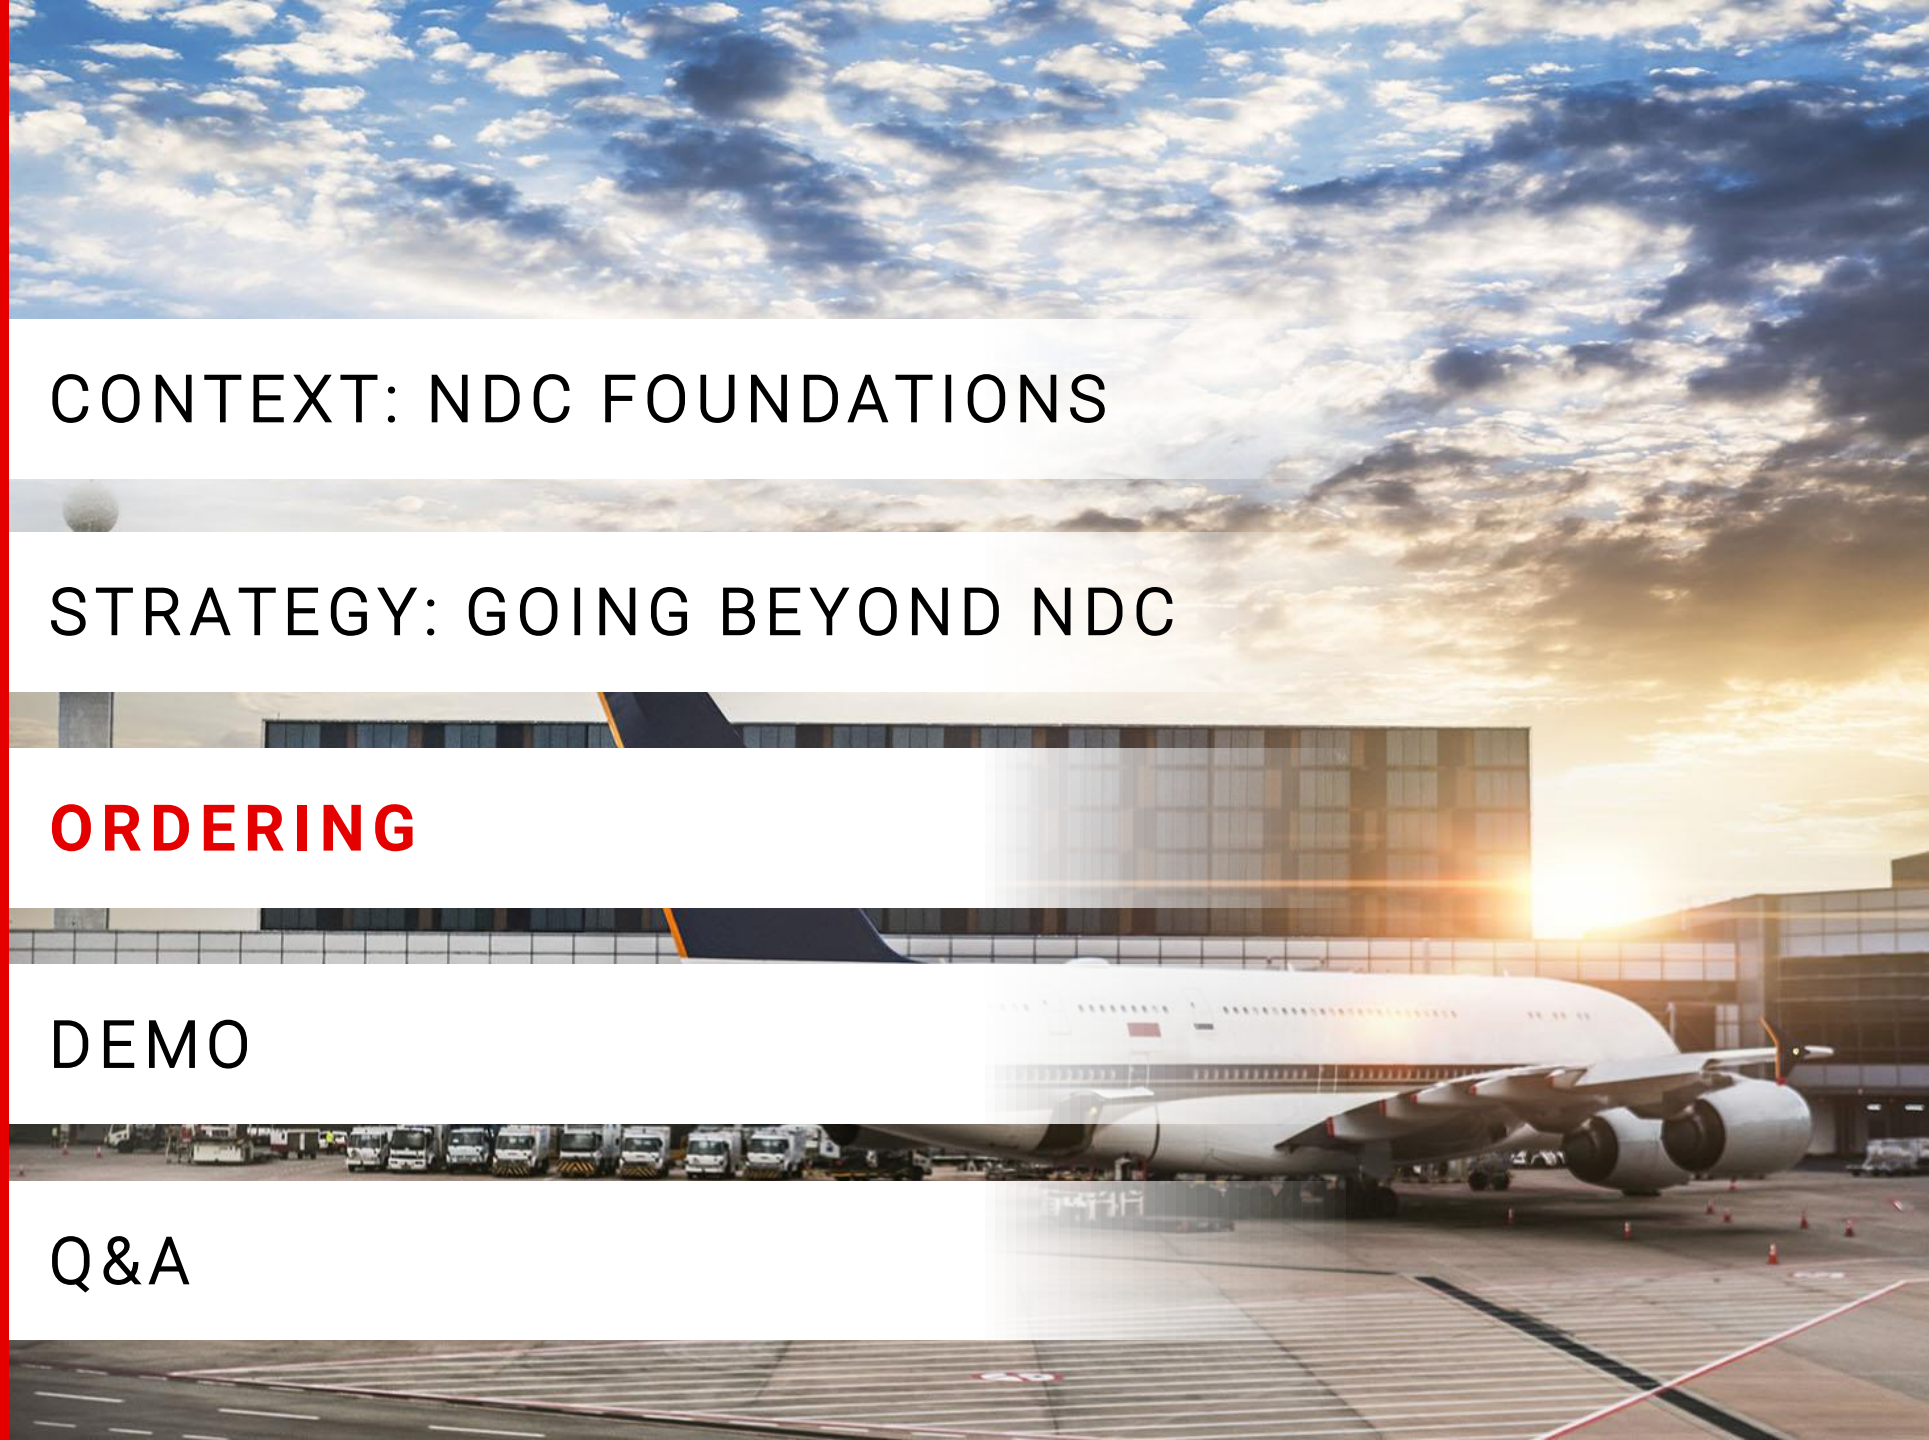 CONTEXT: NDC FOUNDATIONS
STRATEGY: GOING BEYOND NDC
ORDERING
DEMO
Q&A